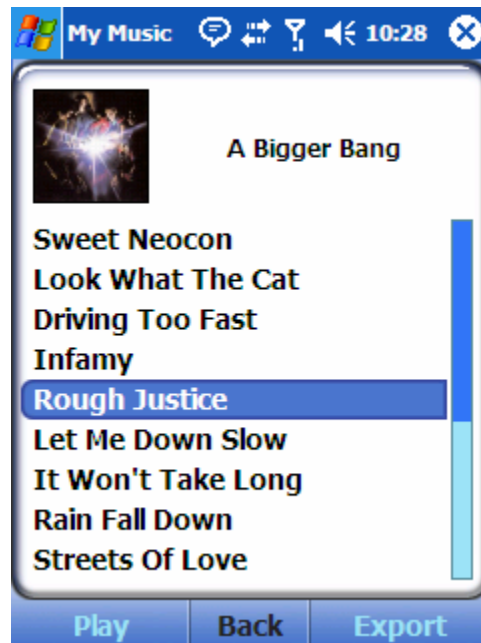 My Music 10:28
A Bigger Bang
Sweet Neocon
Look What The Cat
Driving Too Fast
Infamy
Rough Justice
Let Me Down Slow
It Won't Take Long
Rain Fall Down
Streets Of Love
Play Back Export